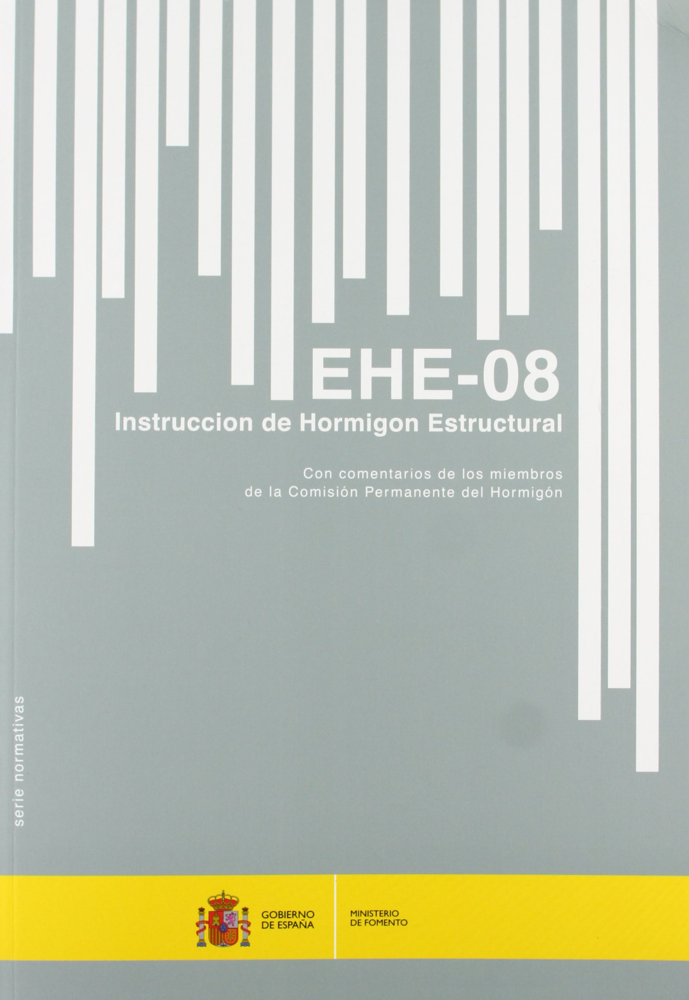 EHE-08
Instruccion de Hormigon Estructural
Con comentarios de los miembros
de la Comisión Permanente del Hormigón
serie normativas
GOBIERNO
DE ESPAÑA
MINISTERIO
DE FOMENTO